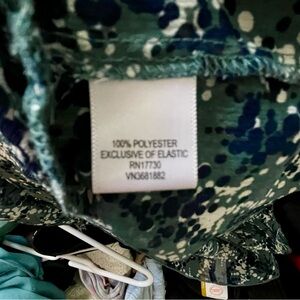 100% POLYESTER
EXCLUSIVE OF ELASTIC
RN17730
VN3681882